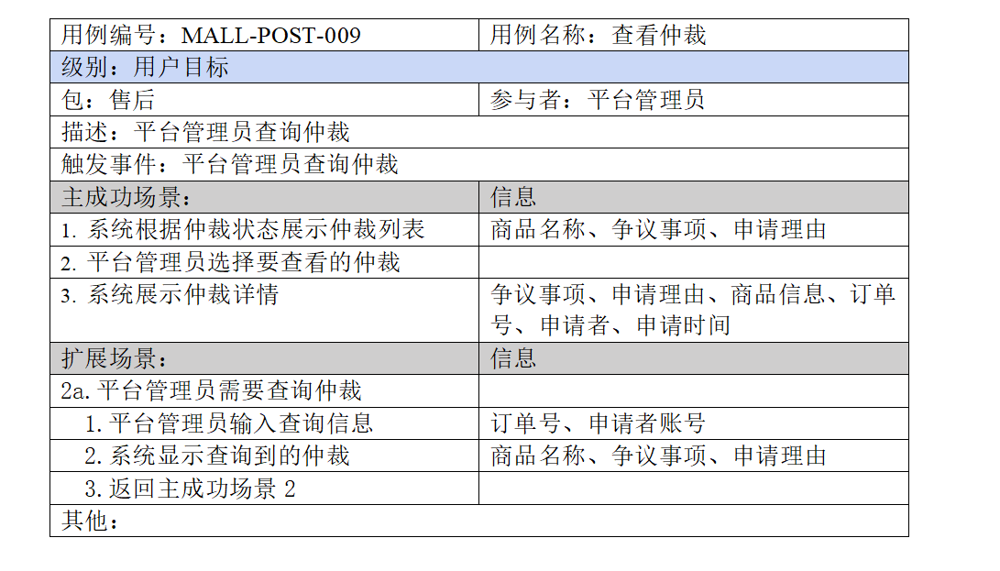 用例编号：MALL-POST-009 用例名称：查看仲裁
级别：用户目标
包：售后 参与者：平台管理员
描述：平台管理员查询仲裁
触发事件：平台管理员查询仲裁
主成功场景： 信息
1. 系统根据仲裁状态展示仲裁列表 商品名称、争议事项、申请理由
2. 平台管理员选择要查看的仲裁
3. 系统展示仲裁详情 争议事项、申请理由、商品信息、订单
号、申请者、申请时间
扩展场景： 信息
2a.平台管理员需要查询仲裁
1.平台管理员输入查询信息 订单号、申请者账号
2.系统显示查询到的仲裁 商品名称、争议事项、申请理由
3.返回主成功场景 2
其他：